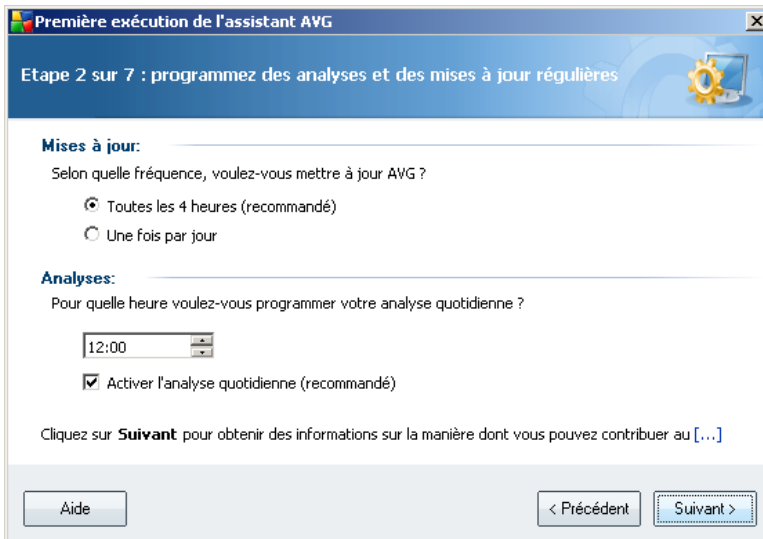 Première exécution de l'assistant AVG
Etape 2 sur 7 : programmez des analyses et des mises à jour régulières
Mises à jour:
Selon quelle fréquence, voulez-vous mettre à jour AVG ?
Toutes les 4 heures (recommandé)
Une fois par jour
Analyses:
Pour quelle heure voulez-vous programmer votre analyse quotidienne ?
12:00
Activer l'analyse quotidienne (recommandé)
Cliquez sur Suivant pour obtenir des informations sur la manière dont vous pouvez contribuer au [...]
Aide
< Précédent
Suivant >